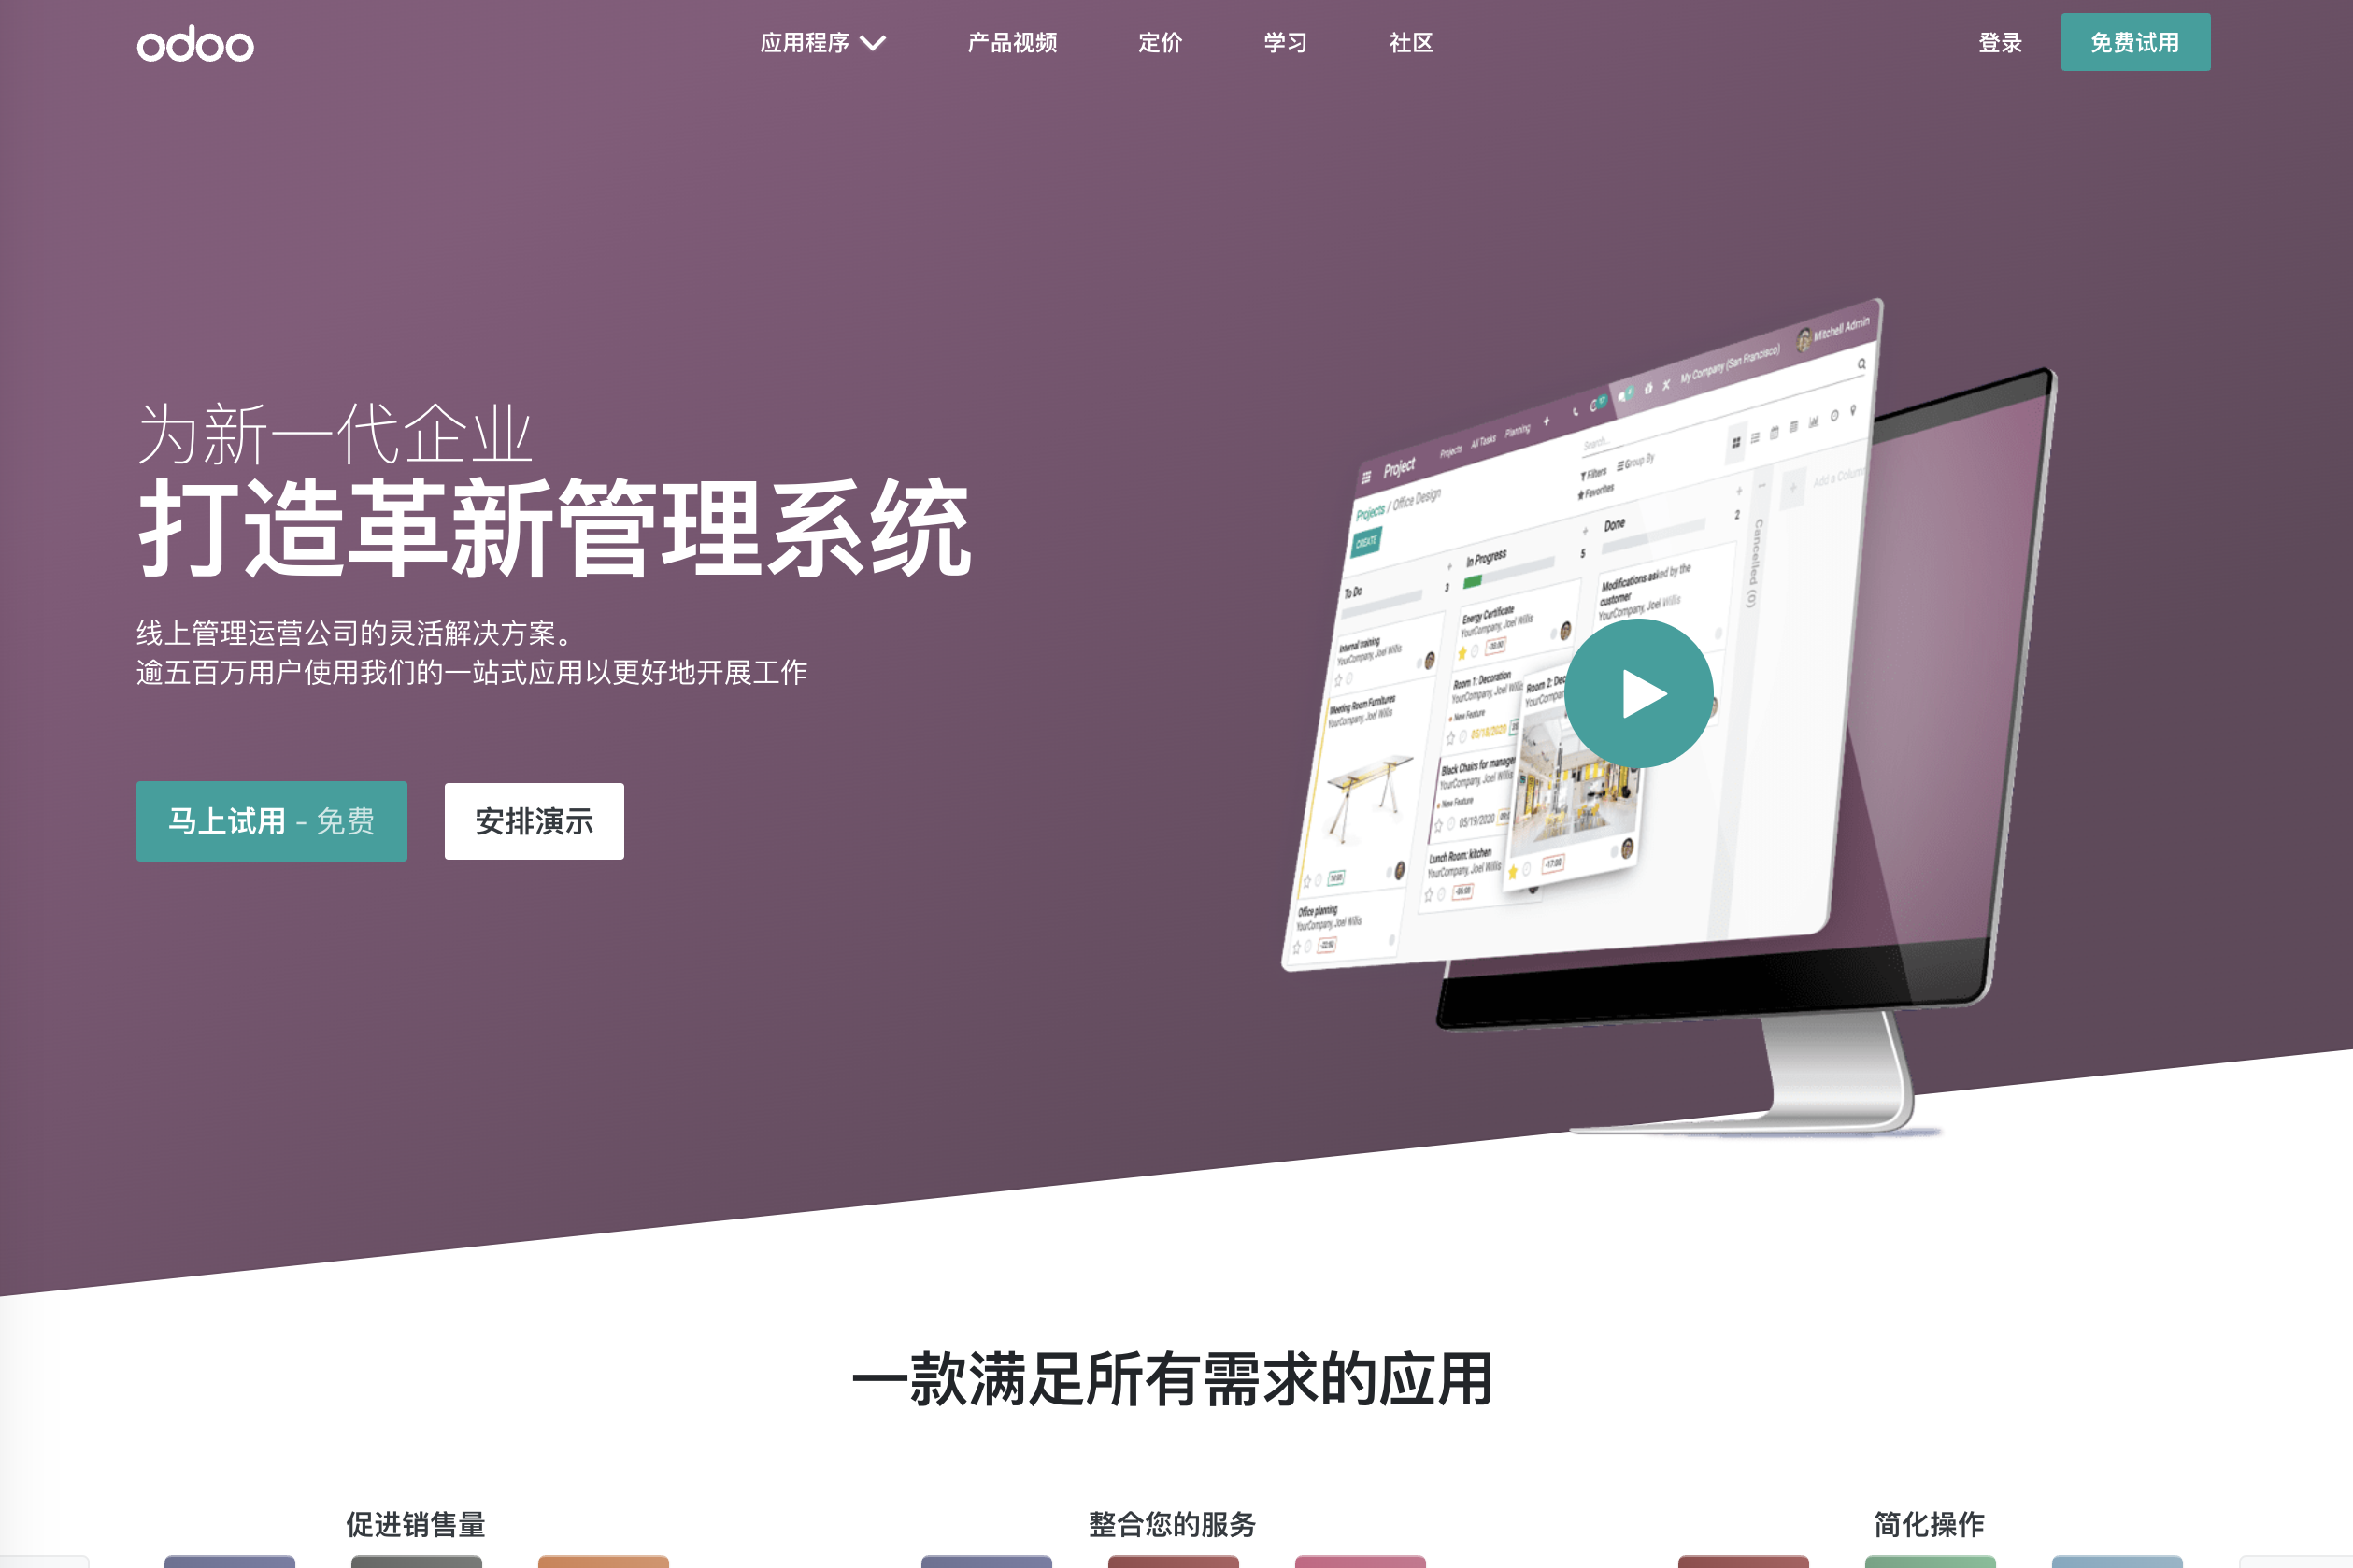 odoo
应用程序
产品视频
定价
学习
社区
登录
免费试用
为新一代企业
打造革新管理系统
线上管理运营公司的灵活解决方案。
逾五百万用户使用我们的一站式应用以更好地开展工作
马上试用 - 免费
安排演示
Project
Projects
All Tasks
Planning
My Company (San Francisco)
Mitchell Admin
Projects / Office Design
Search...
CREATE
Filters
Group By
Favorites
To Do
3
In Progress
5
Done
2
Cancelled (0)
Add a Colum
Internal training
YourCompany, Joel Willis
Meeting Room Furnitures
YourCompany, Joel Willis
Office planning
YourCompany, Joel Willis
Energy Certificate
YourCompany, Joel Willis
Room 1: Decoration
YourCompany, Joel Willis
New Feature
05/18/2020
Black Chairs for manage
YourCompany, Joel Willis
New Feature
05/19/2020
Lunch Room: kitchen
YourCompany, Joel Willis
Room 2: Dec
YourCompan
-17:00
Modifications asked by the
customer
YourCompany, Joel Willis
一款满足所有需求的应用
促进销售量
整合您的服务
简化操作